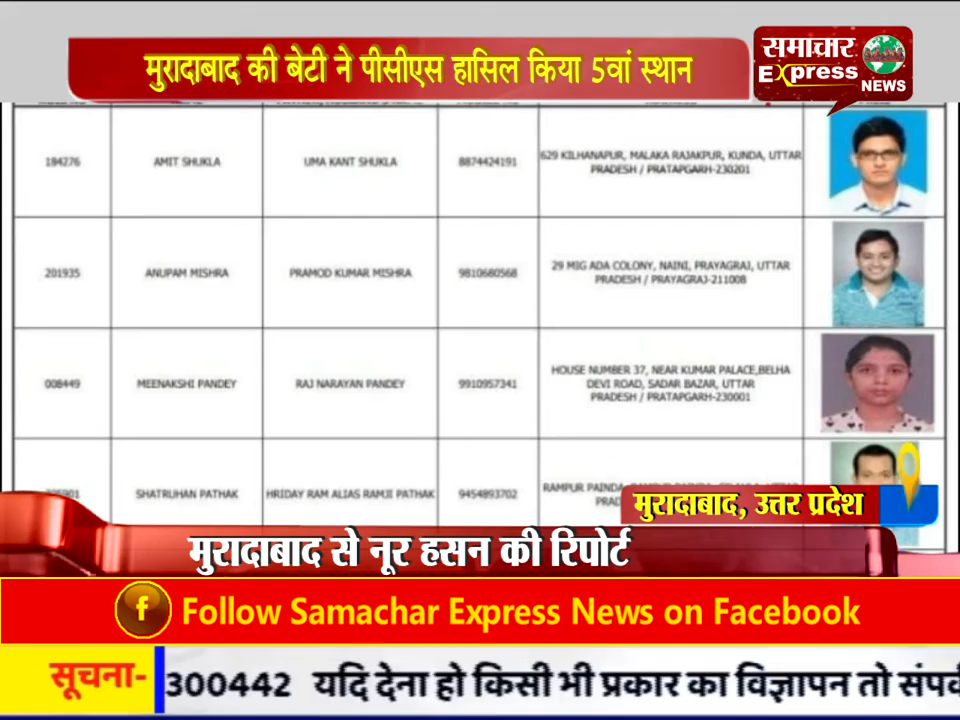 मुरादाबाद की बेटी ने पीसीएस हासिल किया 5वां स्थान
समाचार
Express
NEWS
184276 AMIT SHUKLA UMA KANT SHUKLA 8874424191 629 KILHANAPUR, MALAKA RAJAKPUR, KUNDA, UTTAR
PRADESH / PRATAPGARH-230201
201935 ANUPAM MISHRA PRAMOD KUMAR MISHRA 9810680568 29 MIG ADA COLONY, NAINI, PRAYAGRAJ, UTTAR
PRADESH / PRAYAGRAJ-211008
008449 MEENAKSHI PANDEY RAJ NARAYAN PANDEY 9910957341 HOUSE NUMBER 37, NEAR KUMAR PALACE,BELHA
DEVI ROAD, SADAR BAZAR, UTTAR
PRADESH / PRATAPGARH-230001
SHATRUHAN PATHAK HRIDAY RAM ALIAS RAMJI PATHAK 9454893702 RAMPUR PAINDA
मुरादाबाद, उत्तर प्रदेश
मुरादाबाद से नूर हसन की रिपोर्ट
f Follow Samachar Express News on Facebook
सूचना- 300442 यदि देना हो किसी भी प्रकार का विज्ञापन तो